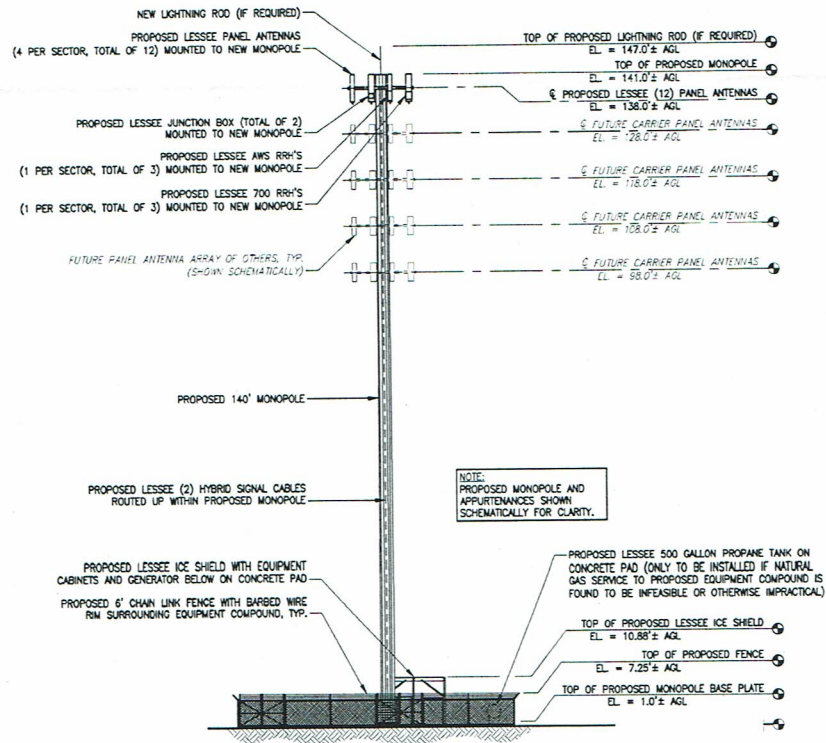 NEW LIGHTNING ROD (IF REQUIRED)
PROPOSED LESSEE PANEL ANTENNAS
(4 PER SECTOR, TOTAL OF 12) MOUNTED TO NEW MONOPOLE
PROPOSED LESSEE JUNCTION BOX (TOTAL OF 2)
MOUNTED TO NEW MONOPOLE
PROPOSED LESSEE AWS RRH'S
(1 PER SECTOR, TOTAL OF 3) MOUNTED TO NEW MONOPOLE
PROPOSED LESSEE 700 RRH'S
(1 PER SECTOR, TOTAL OF 3) MOUNTED TO NEW MONOPOLE
FUTURE PANEL ANTENNA ARRAY OF OTHERS, TYP.
(SHOWN SCHEMATICALLY)
PROPOSED 140' MONOPOLE
PROPOSED LESSEE (2) HYBRID SIGNAL CABLES
ROUTED UP WITHIN PROPOSED MONOPOLE
PROPOSED LESSEE ICE SHIELD WITH EQUIPMENT
CABINETS AND GENERATOR BELOW ON CONCRETE PAD
PROPOSED 6' CHAIN LINK FENCE WITH BARBED WIRE
RIM SURROUNDING EQUIPMENT COMPOUND, TYP.
TOP OF PROPOSED LIGHTNING ROD (IF REQUIRED)
EL. = 147.0'± AGL
TOP OF PROPOSED MONOPOLE
EL. = 141.0'± AGL
℄ PROPOSED LESSEE (12) PANEL ANTENNAS
EL. = 138.0'± AGL
℄ FUTURE CARRIER PANEL ANTENNAS
EL. = 128.0'± AGL
℄ FUTURE CARRIER PANEL ANTENNAS
EL. = 118.0'± AGL
℄ FUTURE CARRIER PANEL ANTENNAS
EL. = 108.0'± AGL
℄ FUTURE CARRIER PANEL ANTENNAS
EL. = 98.0'± AGL
NOTE:
PROPOSED MONOPOLE AND
APPURTENANCES SHOWN
SCHEMATICALLY FOR CLARITY.
PROPOSED LESSEE 500 GALLON PROPANE TANK ON
CONCRETE PAD (ONLY TO BE INSTALLED IF NATURAL
GAS SERVICE TO PROPOSED EQUIPMENT COMPOUND IS
FOUND TO BE INFEASIBLE OR OTHERWISE IMPRACTICAL)
TOP OF PROPOSED LESSEE ICE SHIELD
EL. = 10.88'± AGL
TOP OF PROPOSED FENCE
EL. = 7.25'± AGL
TOP OF PROPOSED MONOPOLE BASE PLATE
EL. = 1.0'± AGL